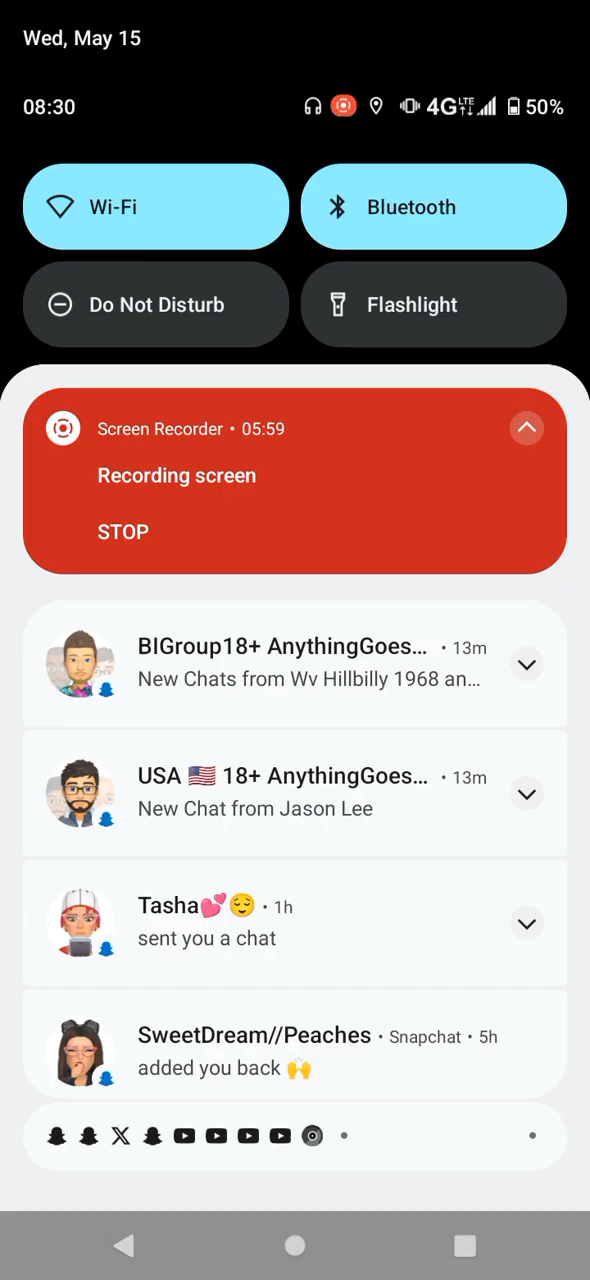 Wed, May 15
08:30 4G LTE 50%
Wi-Fi Bluetooth
Do Not Disturb Flashlight
Screen Recorder • 05:59
Recording screen
STOP
BIGroup18+ AnythingGoes... • 13m
New Chats from Wv Hillbilly 1968 an...
USA 🇺🇸 18+ AnythingGoes... • 13m
New Chat from Jason Lee
Tasha💕😌 • 1h
sent you a chat
SweetDream//Peaches • Snapchat • 5h
added you back 🙌